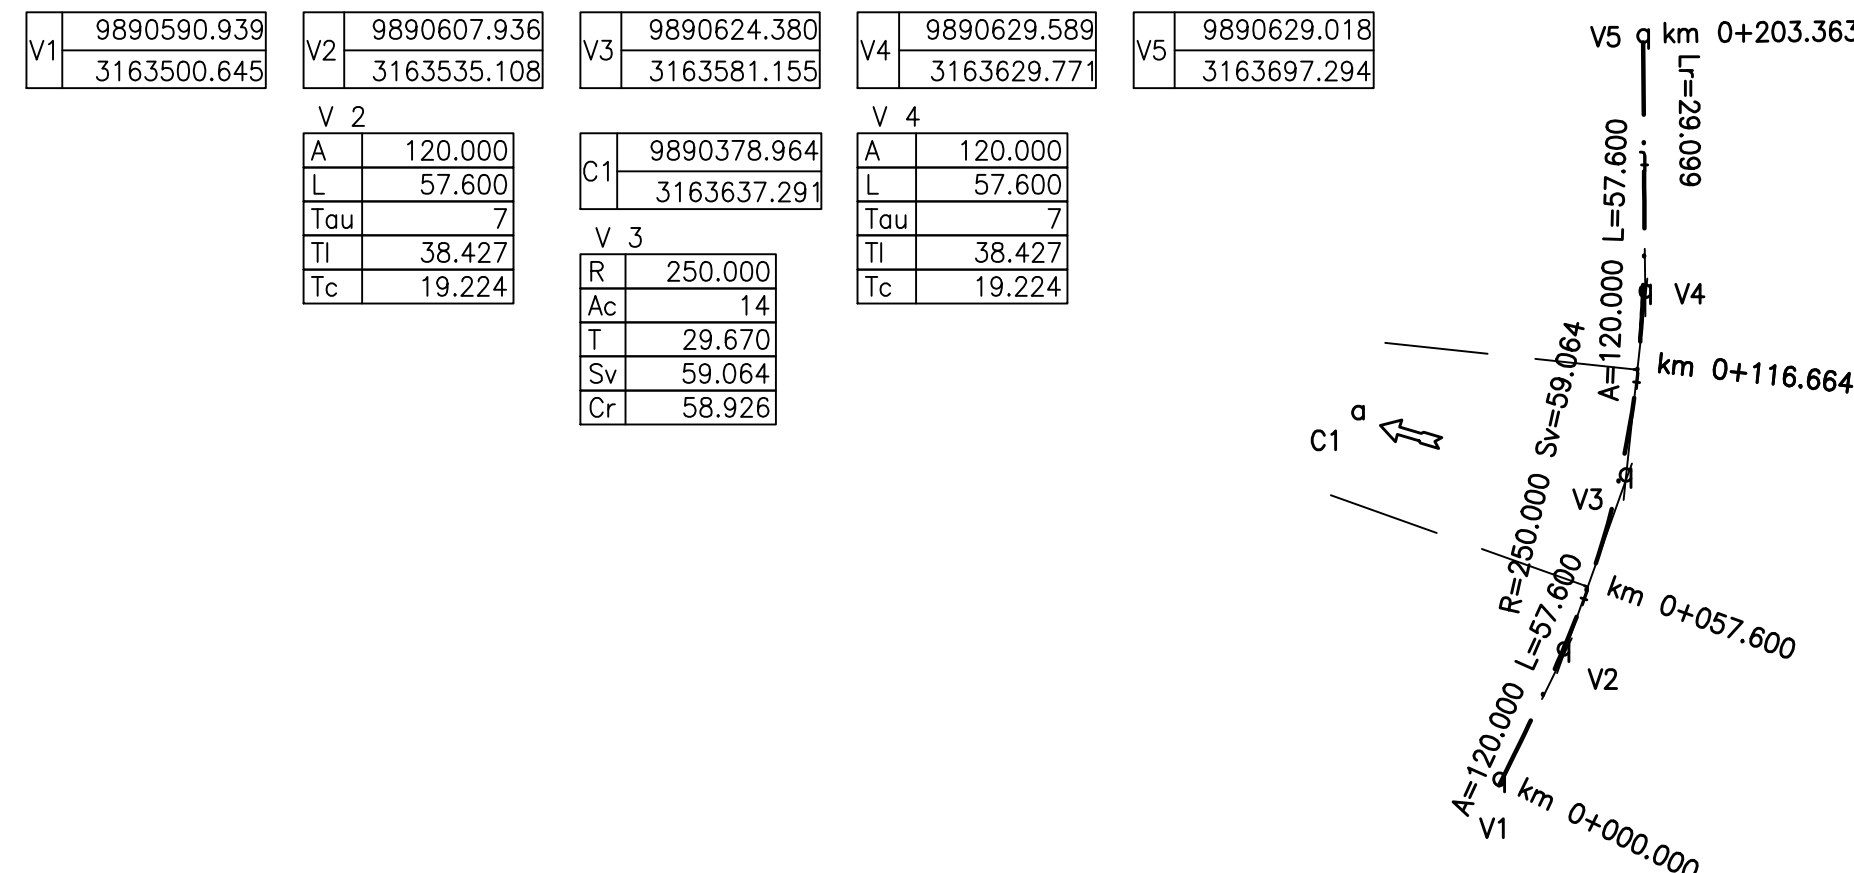 V1 9890590.939
3163500.645
V2 9890607.936
3163535.108
V3 9890624.380
3163581.155
V4 9890629.589
3163629.771
V5 9890629.018
3163697.294
V 2
A 120.000
L 57.600
Tau 7
Tl 38.427
Tc 19.224
C1 9890378.964
3163637.291
V 3
R 250.000
Ac 14
T 29.670
Sv 59.064
Cr 58.926
V 4
A 120.000
L 57.600
Tau 7
Tl 38.427
Tc 19.224
V5 q km 0+203.363
Lr=29.099
A=120.000 L=57.600
q V4
km 0+116.664
a
C1
R=250.000 Sv=59.064
q
V3
km 0+057.600
q
V2
A=120.000 L=57.600
q km 0+000.000
V1